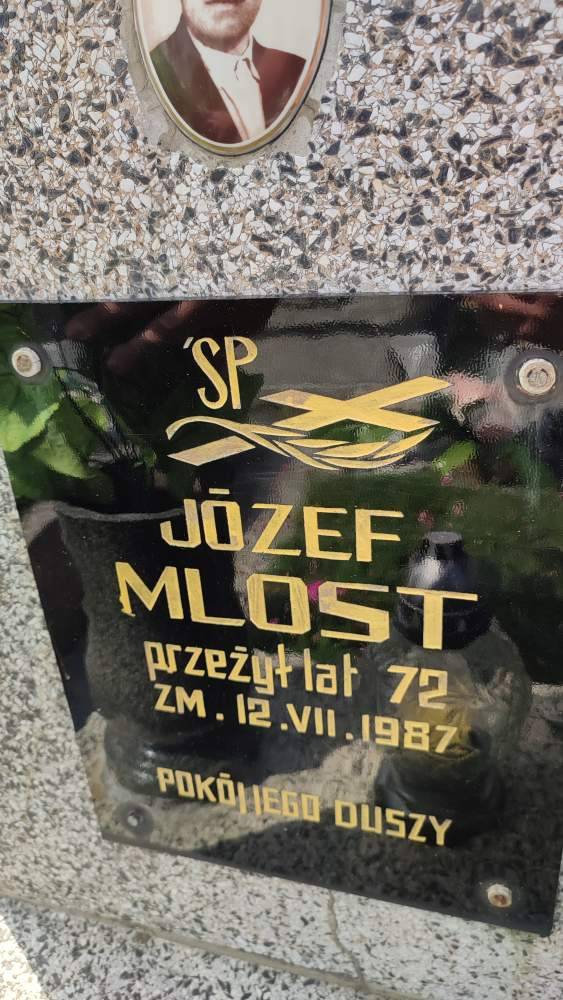 ŚP
JÓZEF
MLOST
przeżył lat 72
ZM. 12.VII.1987
POKÓJ JEGO DUSZY